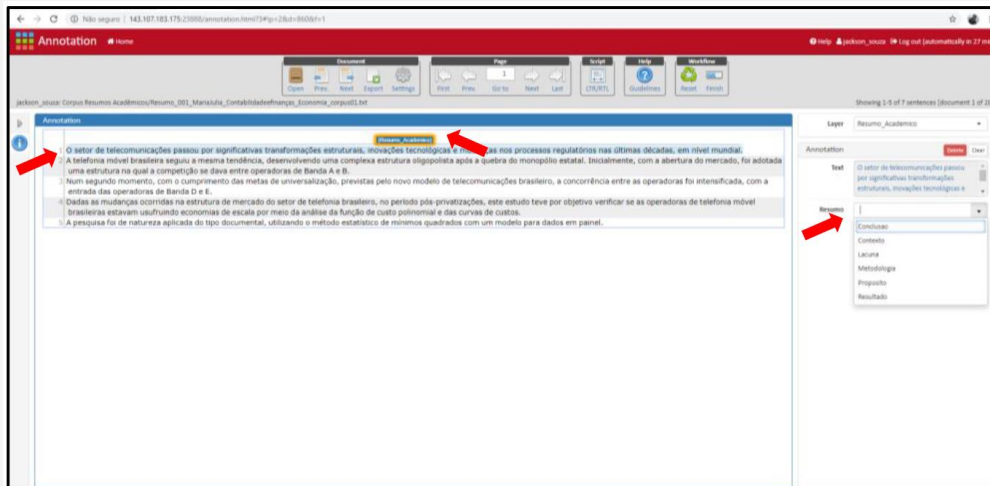 Não seguro | 143.107.183.175:23888/annotation.html?3#!p=2&d=860&f=1
Annotation Home
Help jackson_souza Log out (automatically in 27 mi
Document Page Script Help Workflow
Open Prev. Next Export Settings First Prev. Go to Next Last LTR/RTL Guidelines Reset Finish
1
jackson_souza: Corpus Resumos Acadêmicos/Resumo_001_MariaJulia_Contabilidadeefinanças_Economia_corpus01.txt
Showing 1-5 of 7 sentences [document 1 of 20
Annotation
[Resumo_Academico]
1 O setor de telecomunicações passou por significativas transformações estruturais, inovações tecnológicas e nos processos regulatórios nas últimas décadas, em nível mundial.
2 A telefonia móvel brasileira seguiu a mesma tendência, desenvolvendo uma complexa estrutura oligopolista após a quebra do monopólio estatal. Inicialmente, com a abertura do mercado, foi adotada
uma estrutura na qual a competição se dava entre operadoras de Banda A e B.
3 Num segundo momento, com o cumprimento das metas de universalização, previstas pelo novo modelo de telecomunicações brasileiro, a concorrência entre as operadoras foi intensificada, com a
entrada das operadoras de Banda D e E.
4 Dadas as mudanças ocorridas na estrutura de mercado do setor de telefonia brasileiro, no período pós-privatizações, este estudo teve por objetivo verificar se as operadoras de telefonia móvel
brasileiras estavam usufruindo economias de escala por meio da análise da função de custo polinomial e das curvas de custos.
5 A pesquisa foi de natureza aplicada do tipo documental, utilizando o método estatístico de mínimos quadrados com um modelo para dados em painel.
Layer Resumo_Academico
Annotation Delete Clear
Text O setor de telecomunicações passou
por significativas transformações
estruturais, inovações tecnológicas e
Resumo
Conclusao
Contexto
Lacuna
Metodologia
Proposito
Resultado